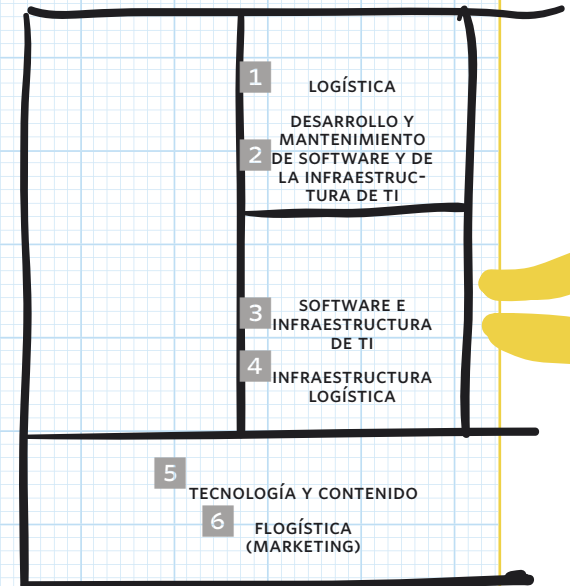 1 LOGÍSTICA
DESARROLLO Y
MANTENIMIENTO
2 DE SOFTWARE Y DE
LA INFRAESTRUC-
TURA DE TI
3 SOFTWARE E
INFRAESTRUCTURA
DE TI
4 INFRAESTRUCTURA
LOGÍSTICA
5 TECNOLOGÍA Y CONTENIDO
6 FLOGÍSTICA
(MARKETING)